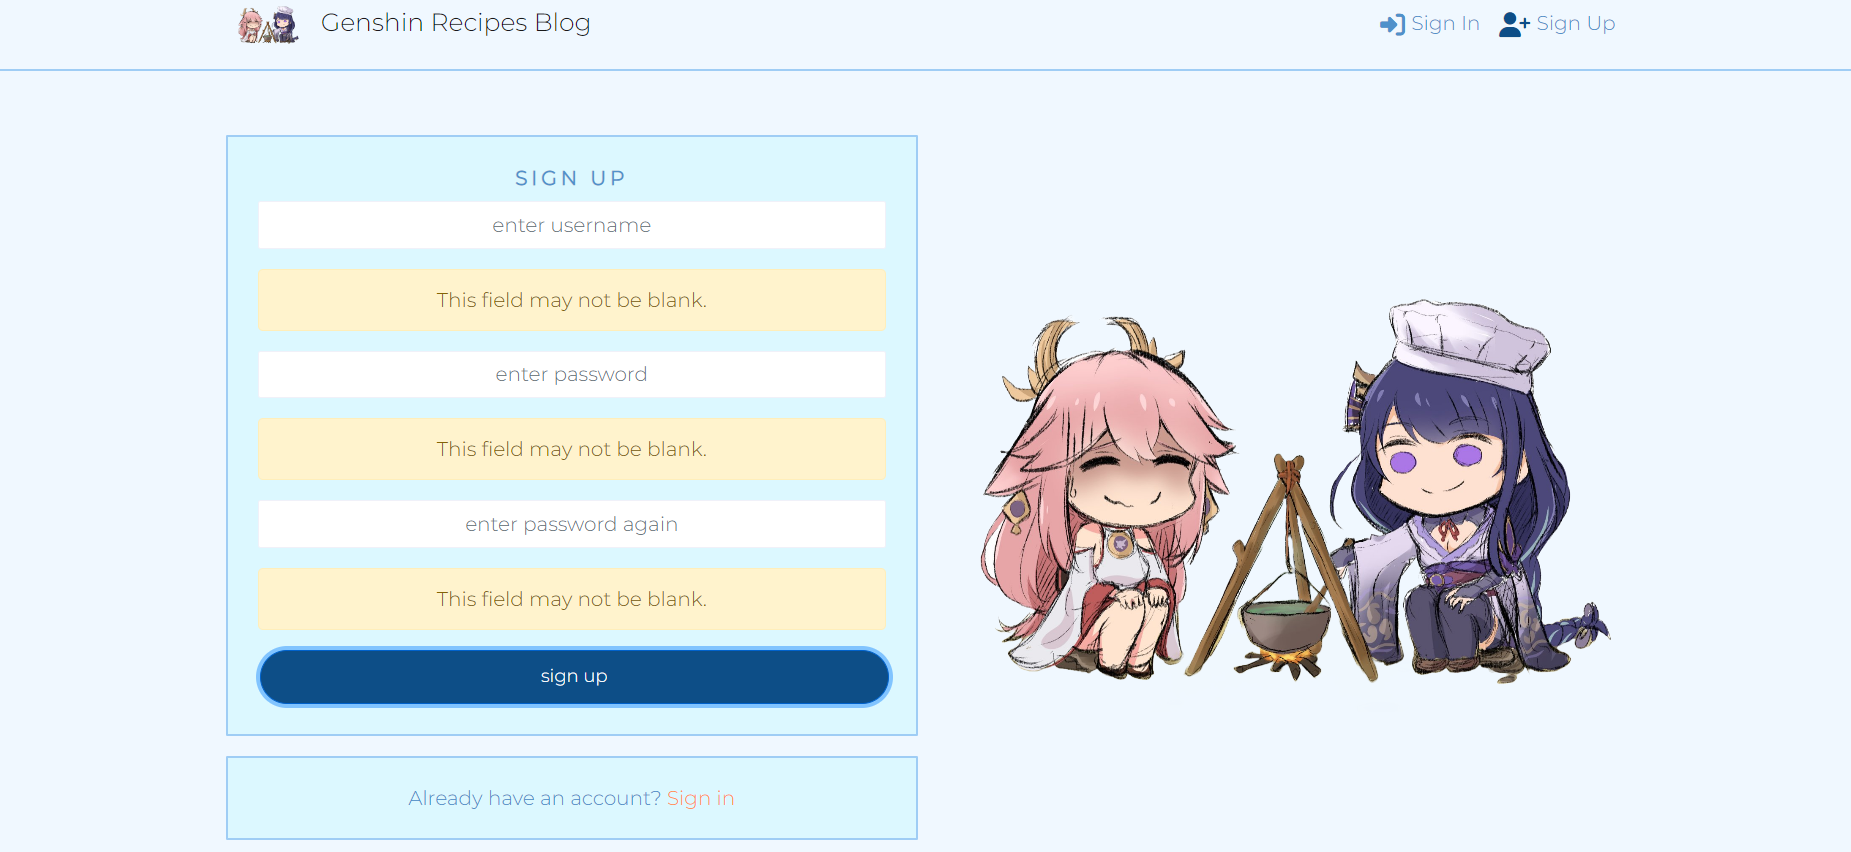 Genshin Recipes Blog
Sign In
Sign Up
SIGN UP
enter username
This field may not be blank.
enter password
This field may not be blank.
enter password again
This field may not be blank.
sign up
Already have an account? Sign in